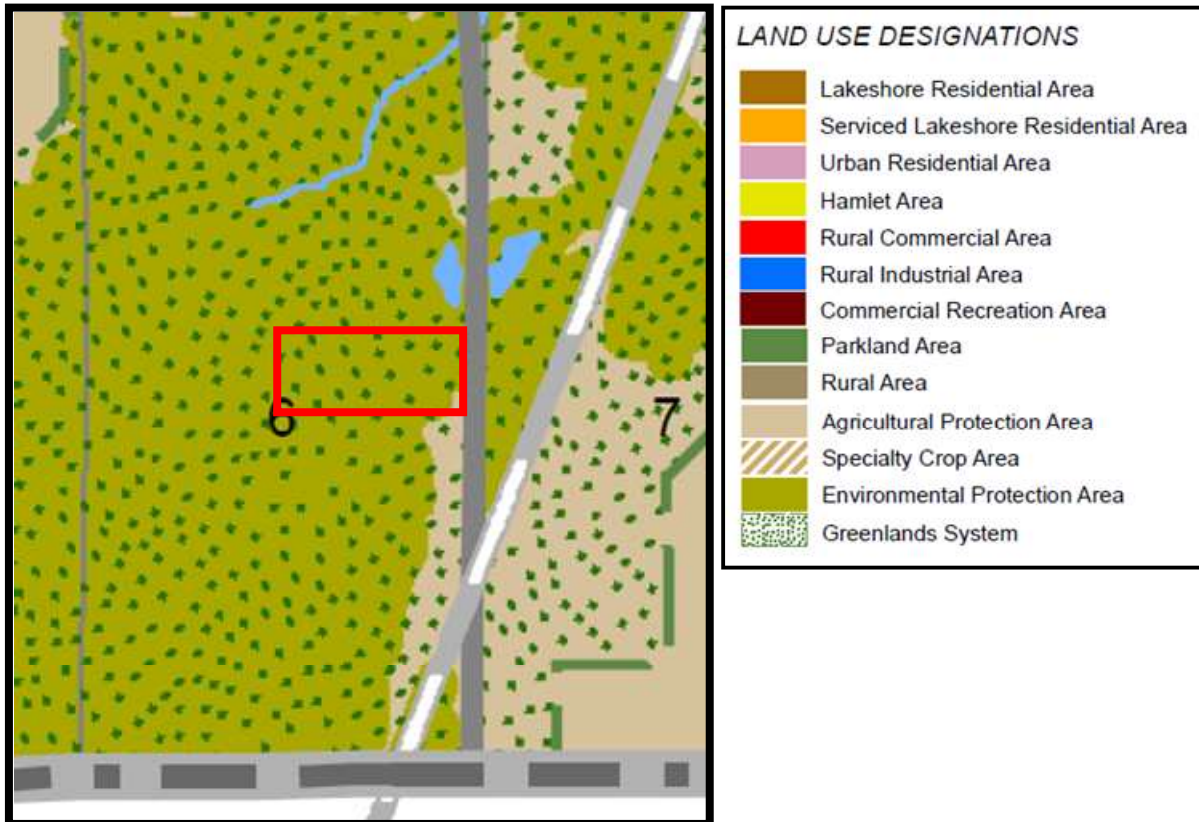 6
7
LAND USE DESIGNATIONS
Lakeshore Residential Area
Serviced Lakeshore Residential Area
Urban Residential Area
Hamlet Area
Rural Commercial Area
Rural Industrial Area
Commercial Recreation Area
Parkland Area
Rural Area
Agricultural Protection Area
Specialty Crop Area
Environmental Protection Area
Greenlands System